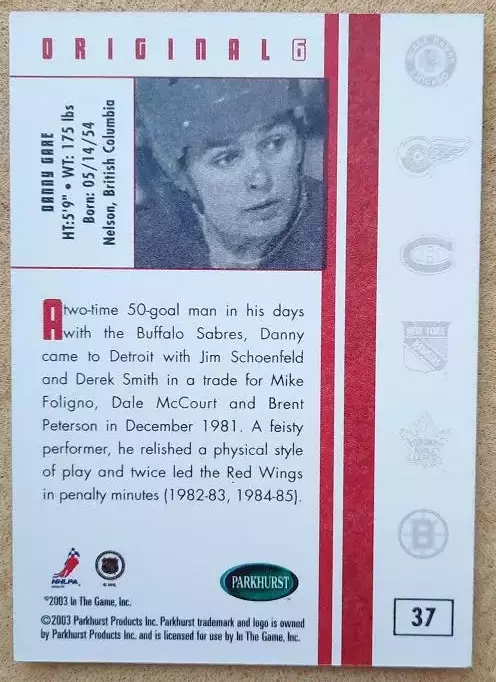 ORIGINAL 6
DANNY GARE
HT:5'9" • WT: 175 lbs
Born: 05/14/54
Nelson, British Columbia
A two-time 50-goal man in his days
with the Buffalo Sabres, Danny
came to Detroit with Jim Schoenfeld
and Derek Smith in a trade for Mike
Foligno, Dale McCourt and Brent
Peterson in December 1981. A feisty
performer, he relished a physical style
of play and twice led the Red Wings
in penalty minutes (1982-83, 1984-85).
NHLPA
©NHL
PARKHURST
©2003 In The Game, Inc.
©2003 Parkhurst Products Inc. Parkhurst trademark and logo is owned
by Parkhurst Products Inc. and is licensed for use by In The Game, Inc.
NEW YORK
RANGERS
B
37